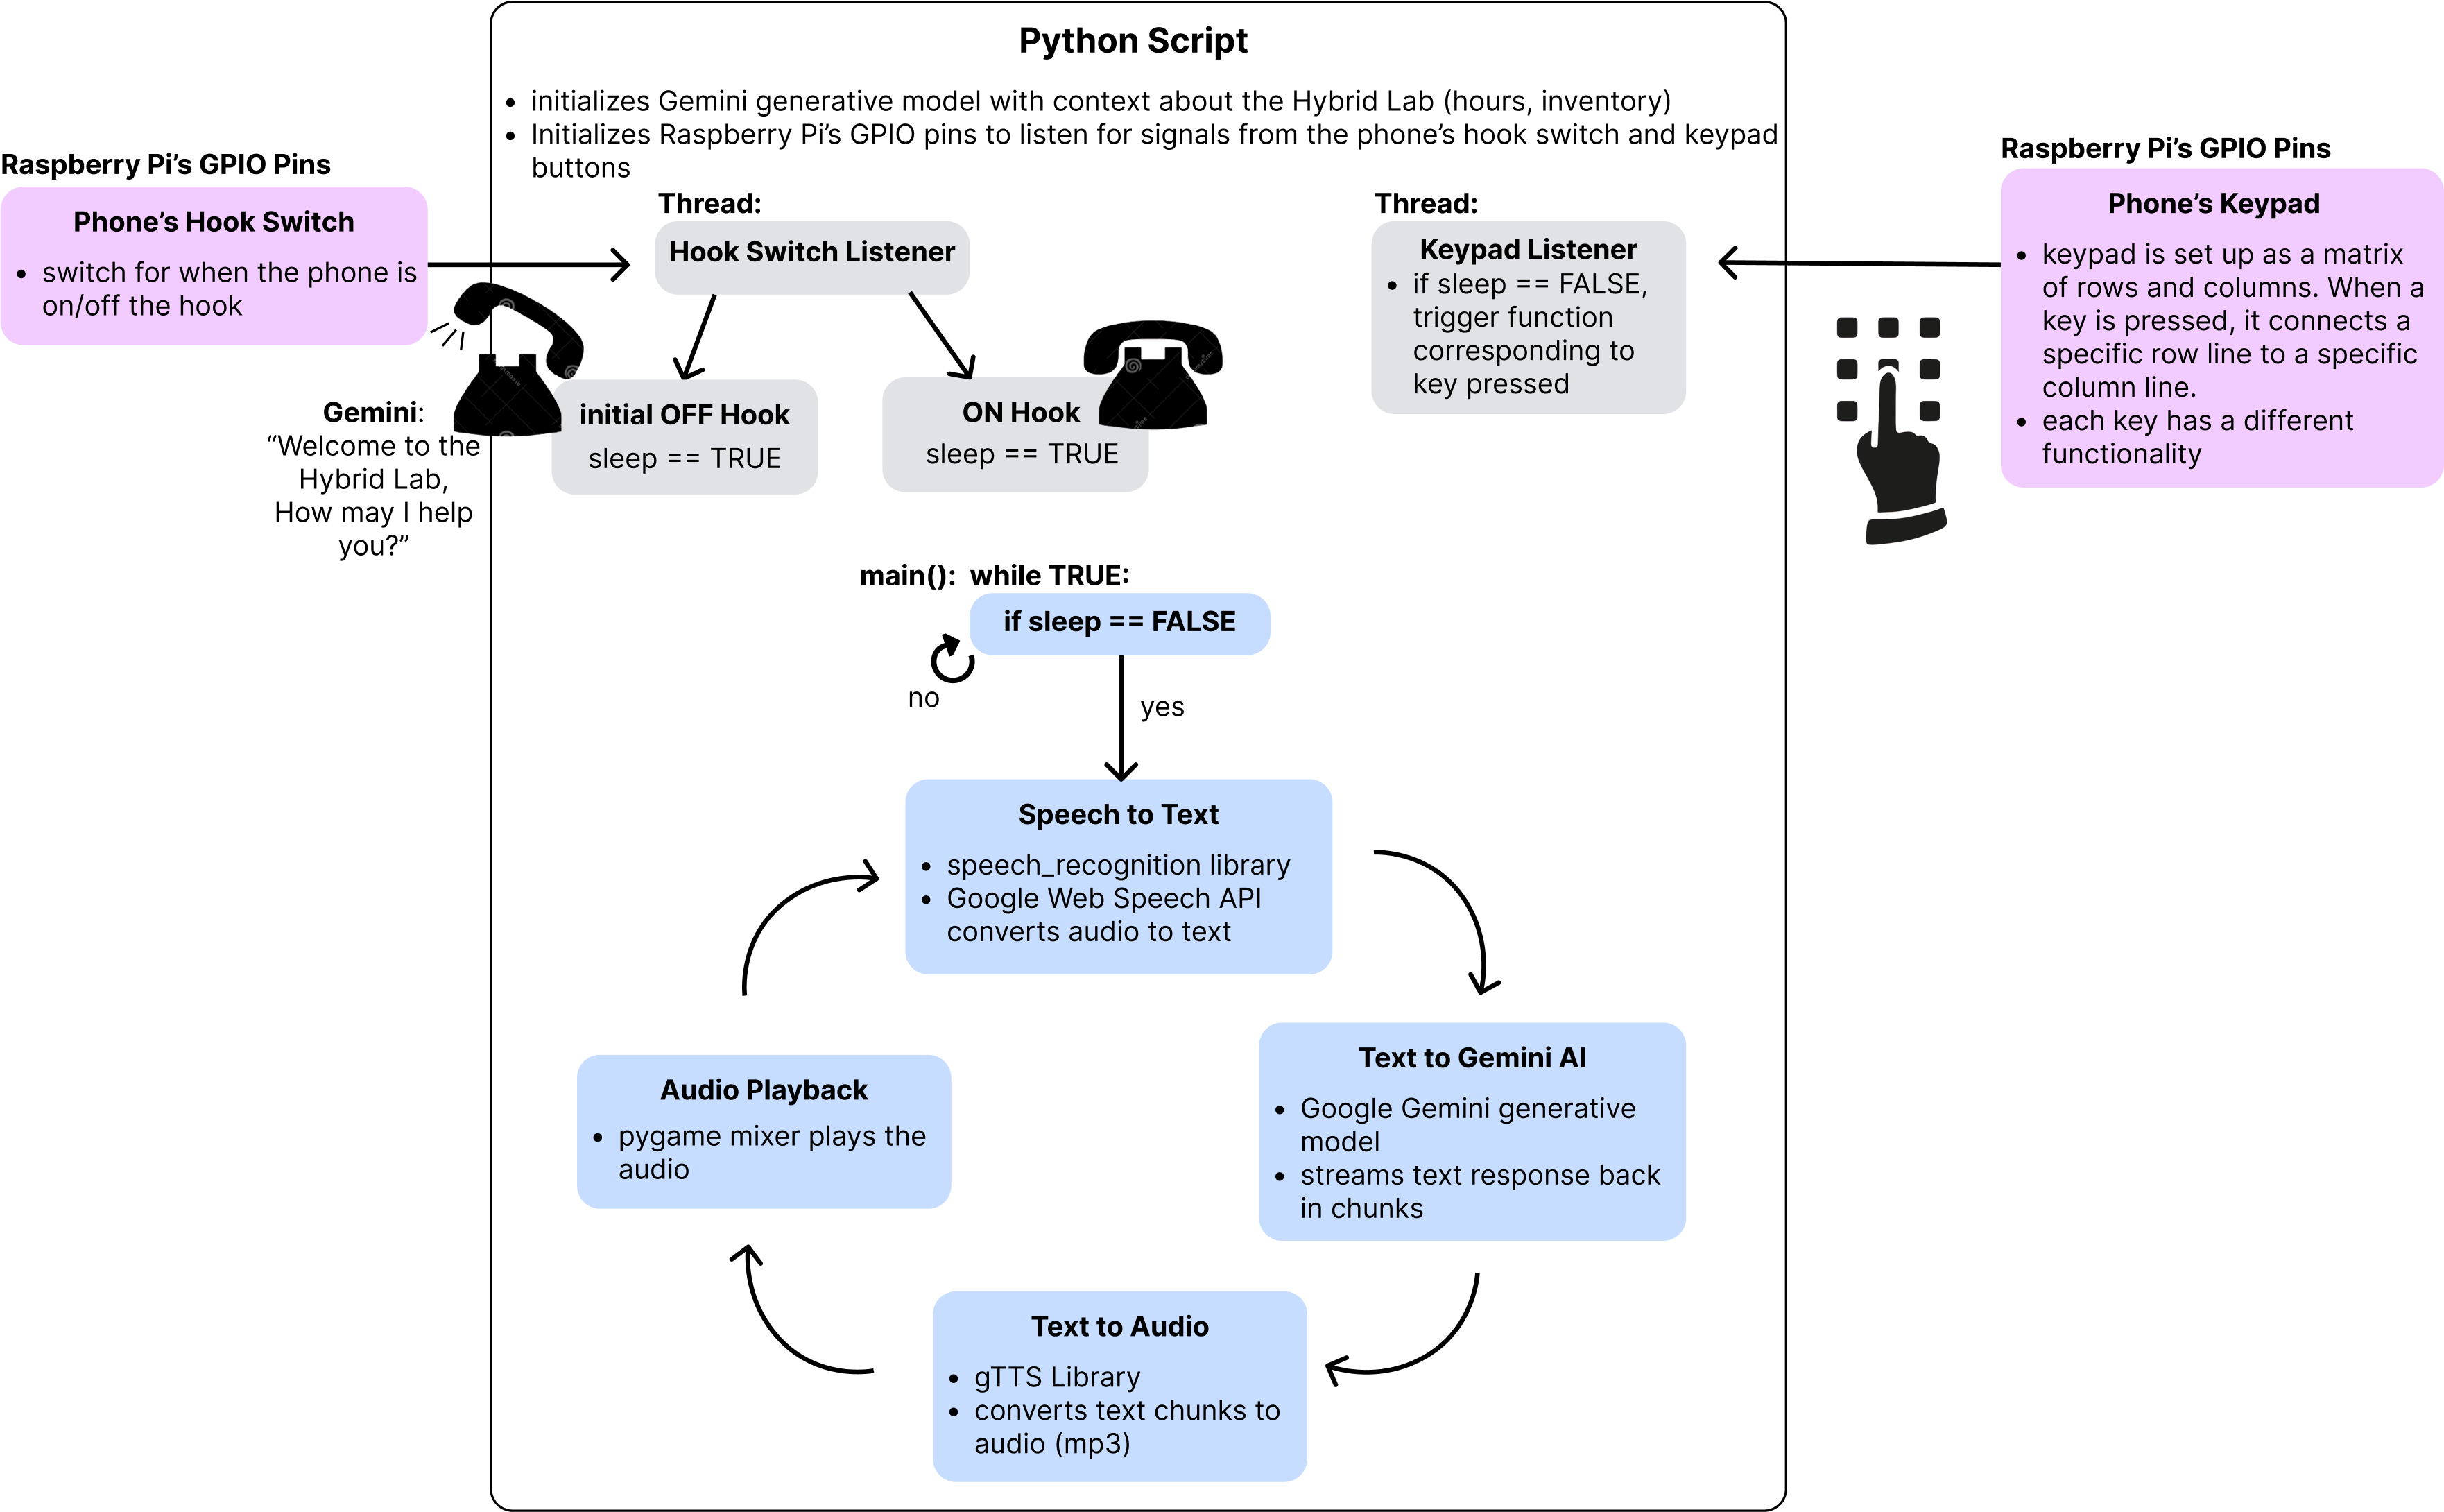 Python Script
• initializes Gemini generative model with context about the Hybrid Lab (hours, inventory)
• Initializes Raspberry Pi’s GPIO pins to listen for signals from the phone’s hook switch and keypad
buttons
Raspberry Pi’s GPIO Pins
Phone’s Hook Switch
• switch for when the phone is
on/off the hook
Thread:
Hook Switch Listener
Gemini:
“Welcome to the
Hybrid Lab,
How may I help
you?”
initial OFF Hook
sleep == TRUE
ON Hook
sleep == TRUE
Thread:
Keypad Listener
• if sleep == FALSE,
trigger function
corresponding to
key pressed
Raspberry Pi’s GPIO Pins
Phone’s Keypad
• keypad is set up as a matrix
of rows and columns. When a
key is pressed, it connects a
specific row line to a specific
column line.
• each key has a different
functionality
main(): while TRUE:
if sleep == FALSE
no
yes
Speech to Text
• speech_recognition library
• Google Web Speech API
converts audio to text
Text to Gemini AI
• Google Gemini generative
model
• streams text response back
in chunks
Text to Audio
• gTTS Library
• converts text chunks to
audio (mp3)
Audio Playback
• pygame mixer plays the
audio